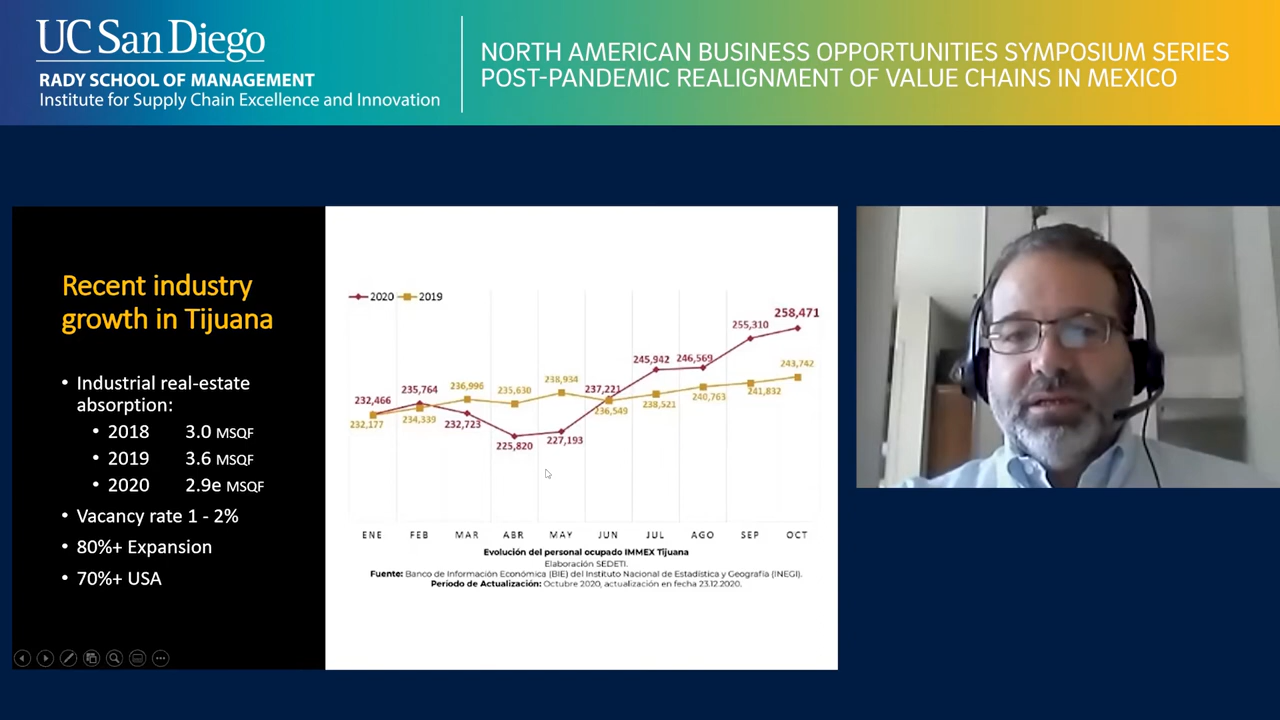 UC San Diego
RADY SCHOOL OF MANAGEMENT
Institute for Supply Chain Excellence and Innovation
NORTH AMERICAN BUSINESS OPPORTUNITIES SYMPOSIUM SERIES
POST-PANDEMIC REALIGNMENT OF VALUE CHAINS IN MEXICO
Recent industry
growth in Tijuana
• Industrial real-estate
absorption:
• 2018 3.0 MSQF
• 2019 3.6 MSQF
• 2020 2.9e MSQF
• Vacancy rate 1 - 2%
• 80%+ Expansion
• 70%+ USA
2020 2019
232,466 235,764 232,723 225,820 227,193 237,221 245,942 246,569 255,310 258,471
232,177 234,339 236,996 235,630 238,934 236,549 238,521 240,763 241,832 243,742
ENE FEB MAR ABR MAY JUN JUL AGO SEP OCT
Evolución del personal ocupado IMMEX Tijuana
Elaboración SEDETI.
Fuente: Banco de Información Económica (BIE) del Instituto Nacional de Estadística y Geografía (INEGI).
Periodo de Actualización: Octubre 2020, actualización en fecha 23.12.2020.